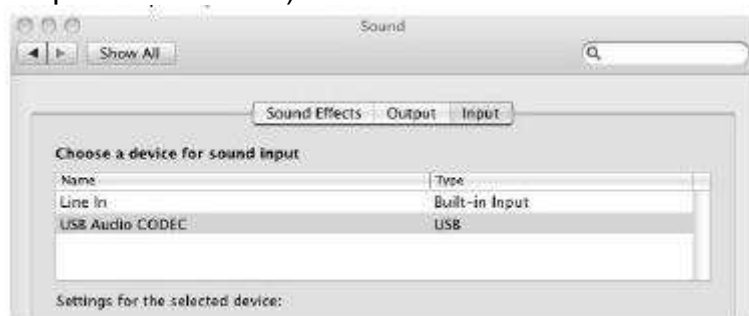 Sound
Show All
Sound Effects Output Input
Choose a device for sound input
Name Type
Line In Built-in Input
USB Audio CODEC USB
Settings for the selected device: